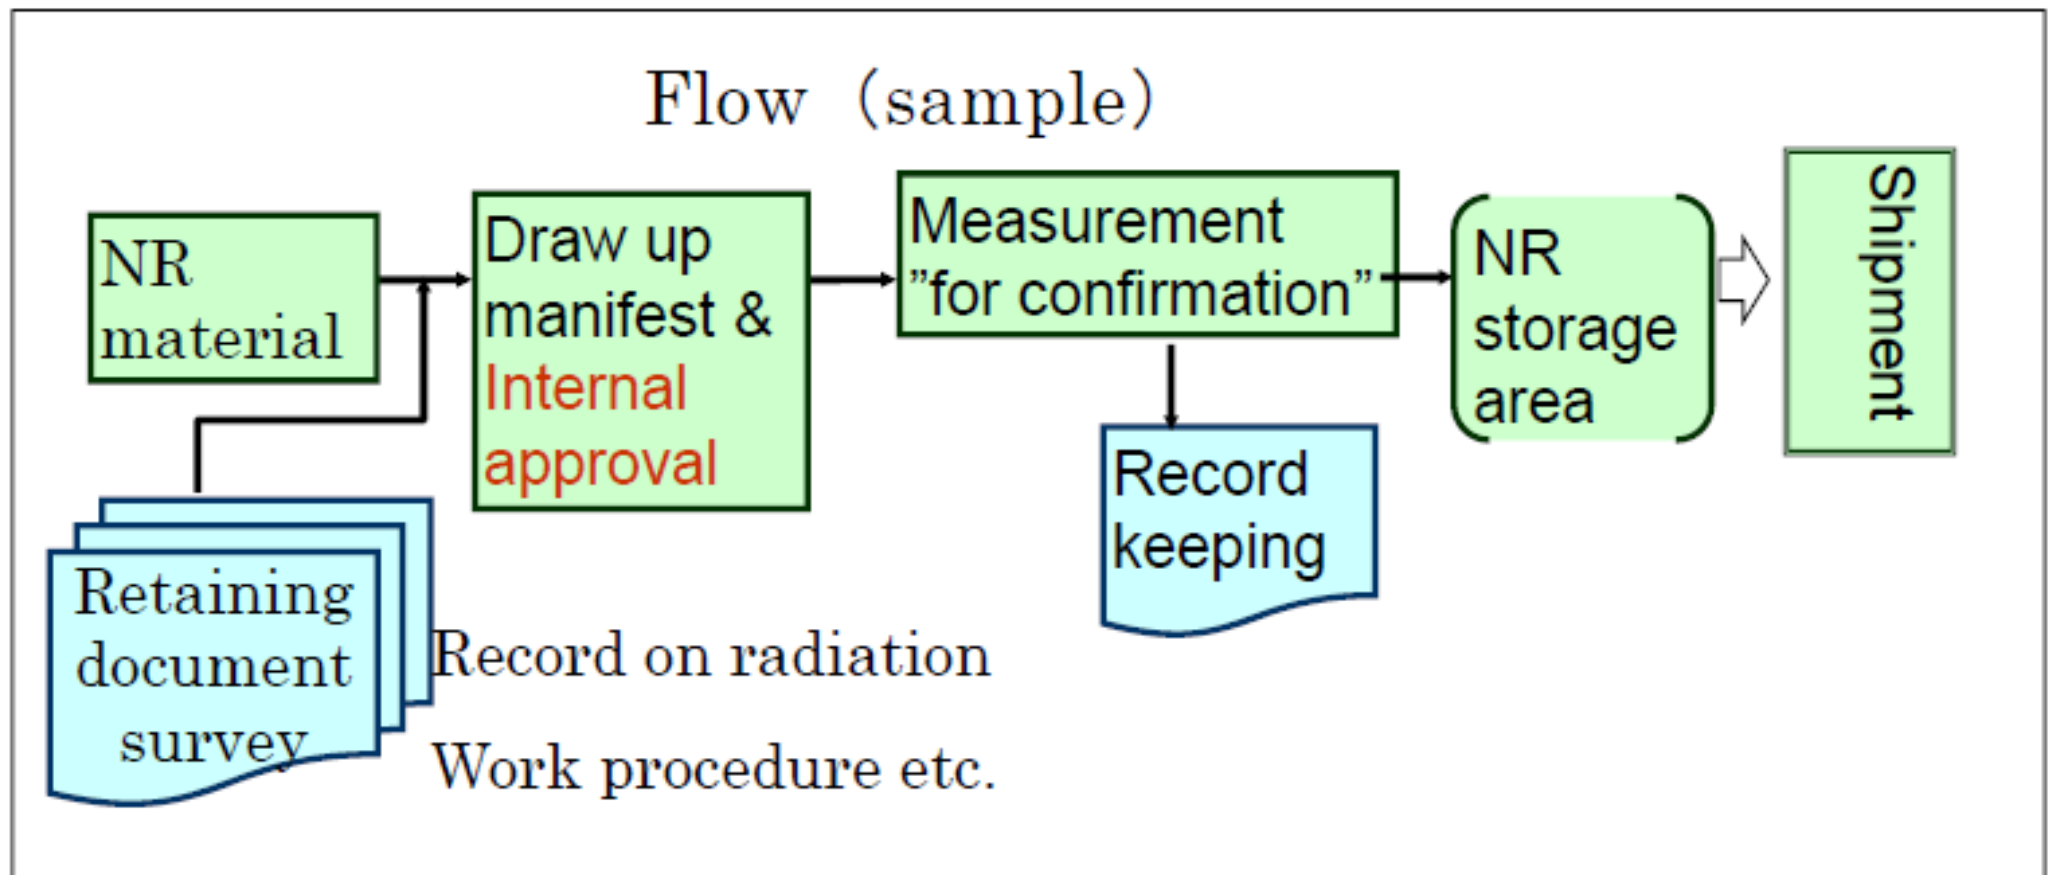 Flow (sample)
NR
material
Draw up
manifest &
Internal
approval
Measurement
”for confirmation”
NR
storage
area
Shipment
Record
keeping
Retaining
document
survey
Record on radiation
Work procedure etc.